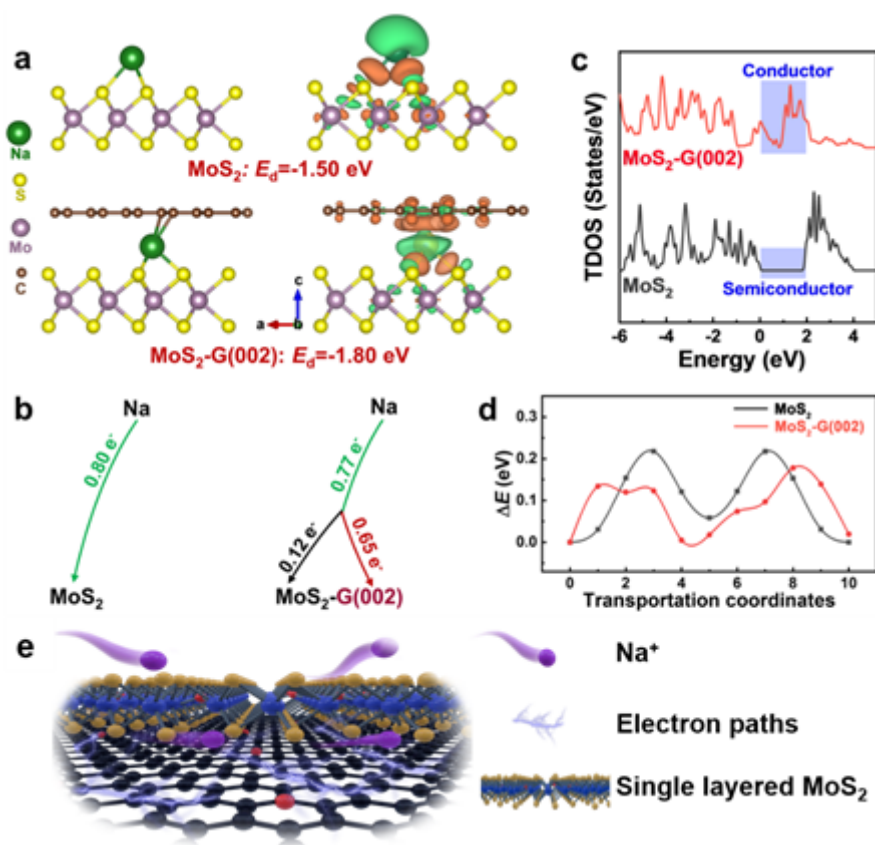 a
Na
S
Mo
C
MoS₂: E_d=-1.50 eV
c
a
b
MoS₂-G(002): E_d=-1.80 eV
b
Na
0.80 e⁻
MoS₂
Na
0.77 e⁻
0.12 e⁻
0.65 e⁻
MoS₂-G(002)
c
TDOS (States/eV)
Conductor
MoS₂-G(002)
MoS₂
Semiconductor
-6 -4 -2 0 2 4
Energy (eV)
d
ΔE (eV)
0.3
0.2
0.1
0.0
MoS₂
MoS₂-G(002)
0 2 4 6 8 10
Transportation coordinates
e
Na⁺
Electron paths
Single layered MoS₂